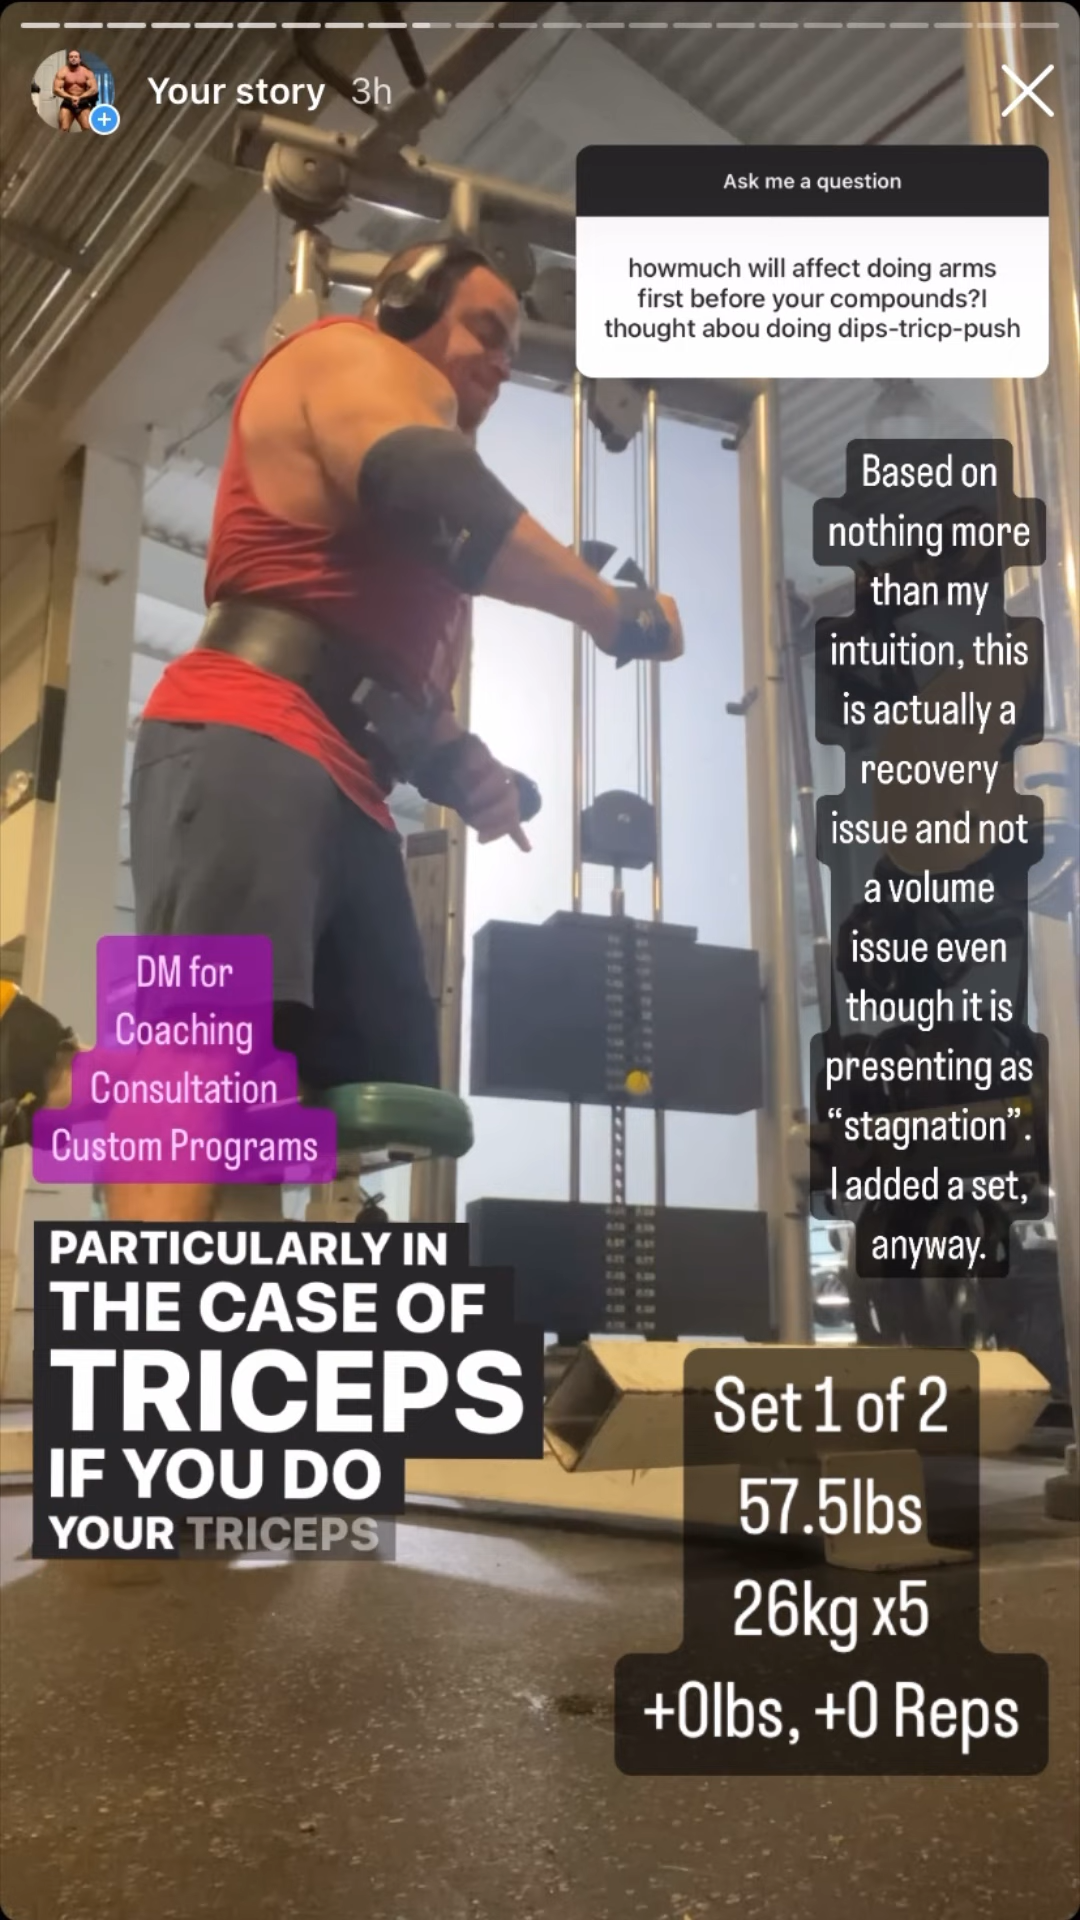 Your story 3h
Ask me a question
howmuch will affect doing arms
first before your compounds?I
thought abou doing dips-tricp-push
Based on
nothing more
than my
intuition, this
is actually a
recovery
issue and not
a volume
issue even
though it is
presenting as
“stagnation”.
I added a set,
anyway.
DM for
Coaching
Consultation
Custom Programs
PARTICULARLY IN
THE CASE OF
TRICEPS
IF YOU DO
YOUR TRICEPS
Set 1 of 2
57.5lbs
26kg x5
+0lbs, +0 Reps